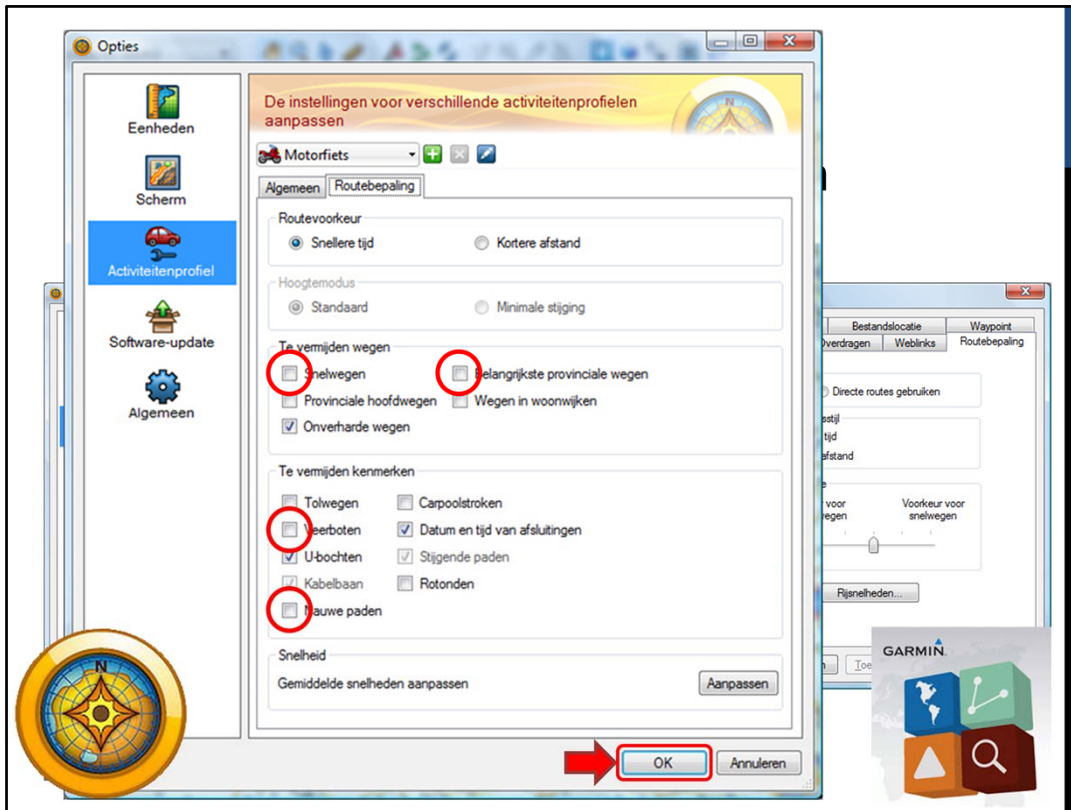 Opties
Eenheden
Scherm
Activiteitenprofiel
Software-update
Algemeen
De instellingen voor verschillende activiteitenprofielen
aanpassen
Motorfiets
Algemeen Routebepaling
Routevoorkeur
Snellere tijd Kortere afstand
Hoogtemodus
Standaard Minimale stijging
Te vermijden wegen
Snelwegen Belangrijkste provinciale wegen
Provinciale hoofdwegen Wegen in woonwijken
Onverharde wegen
Te vermijden kenmerken
Tolwegen Carpoolstroken
Veerboten Datum en tijd van afsluitingen
U-bochten Stijgende paden
Kabelbaan Rotonden
Nauwe paden
Snelheid
Gemiddelde snelheden aanpassen Aanpassen
OK Annuleren
Bestandslocatie Waypoint
Weblinks Routebepaling
Directe routes gebruiken
tijd
voor Voorkeur voor
snelwegen
Rijsnelheden...
N
N
GARMIN